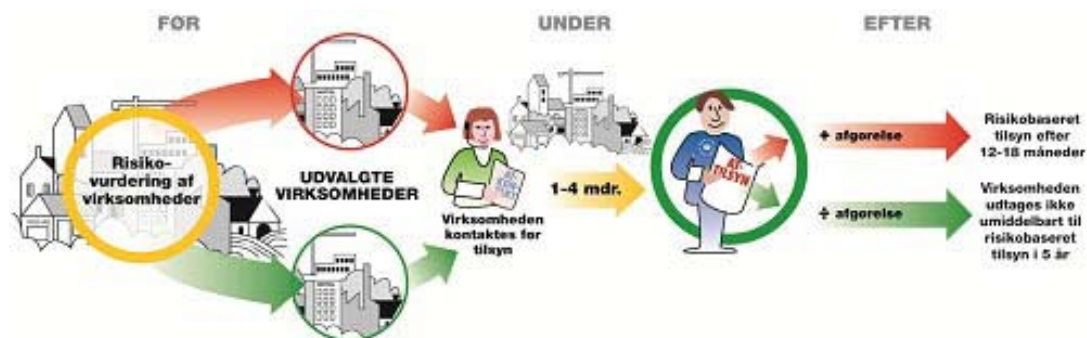 FØR
UNDER
EFTER
Risiko-
vurdering af
virksomheder
UDVALGTE
VIRKSOMHEDER
Virksomheden
kontaktes før
tilsyn
1-4 mdr.
AT
TILSYN
+ afgørelse
Risikobaseret
tilsyn efter
12-18 måneder
÷ afgørelse
Virksomheden
udtages ikke
umiddelbart til
risikobaseret
tilsyn i 5 år